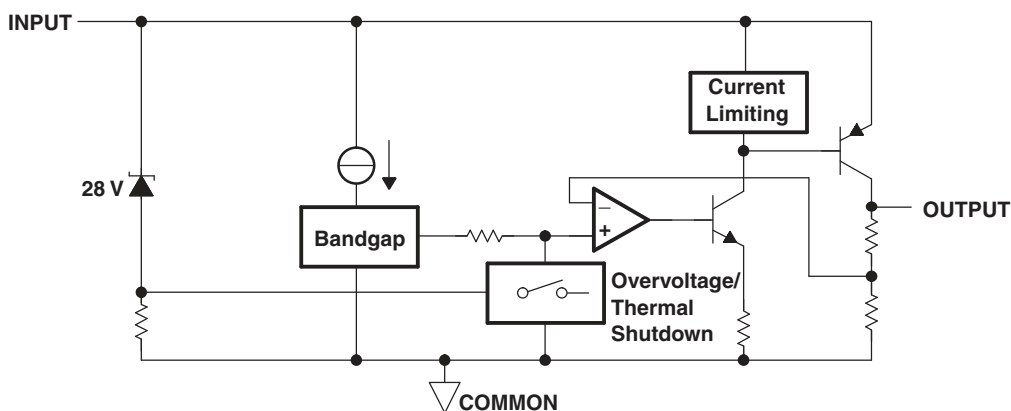 INPUT
Current
Limiting
28 V
−
+
OUTPUT
Bandgap
Overvoltage/
Thermal
Shutdown
COMMON